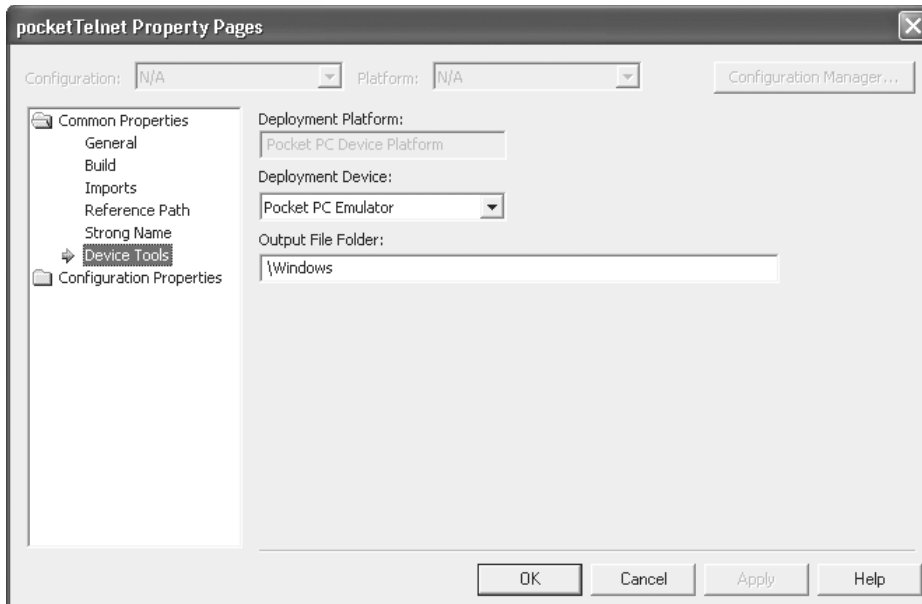 pocketTelnet Property Pages
Configuration: N/A Platform: N/A Configuration Manager...
Common Properties
General
Build
Imports
Reference Path
Strong Name
Device Tools
Configuration Properties
Deployment Platform:
Pocket PC Device Platform
Deployment Device:
Pocket PC Emulator
Output File Folder:
\Windows
OK Cancel Apply Help